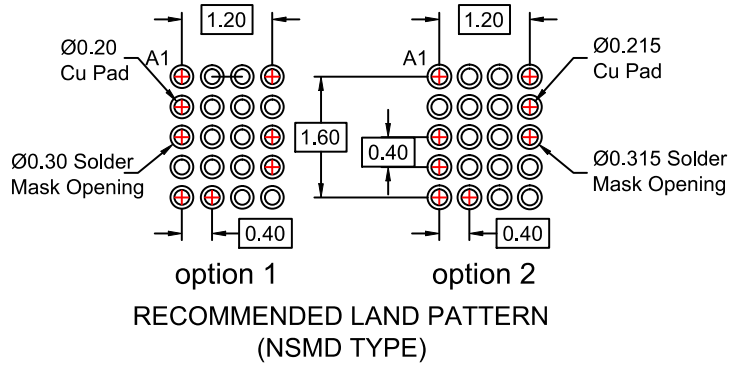 1.20
1.20
Ø0.20
Cu Pad
A1
A1
Ø0.215
Cu Pad
1.60
0.40
Ø0.30 Solder
Mask Opening
Ø0.315 Solder
Mask Opening
0.40
0.40
option 1
option 2
RECOMMENDED LAND PATTERN
(NSMD TYPE)